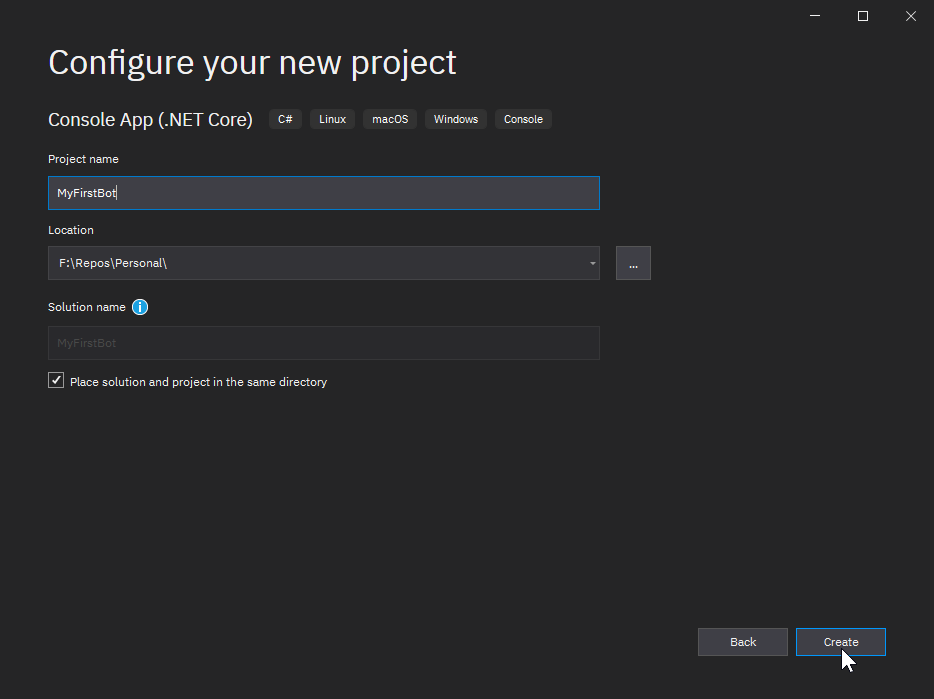 Configure your new project
Console App (.NET Core) C# Linux macOS Windows Console
Project name
MyFirstBot
Location
F:\Repos\Personal\
...
Solution name i
MyFirstBot
Place solution and project in the same directory
Back Create